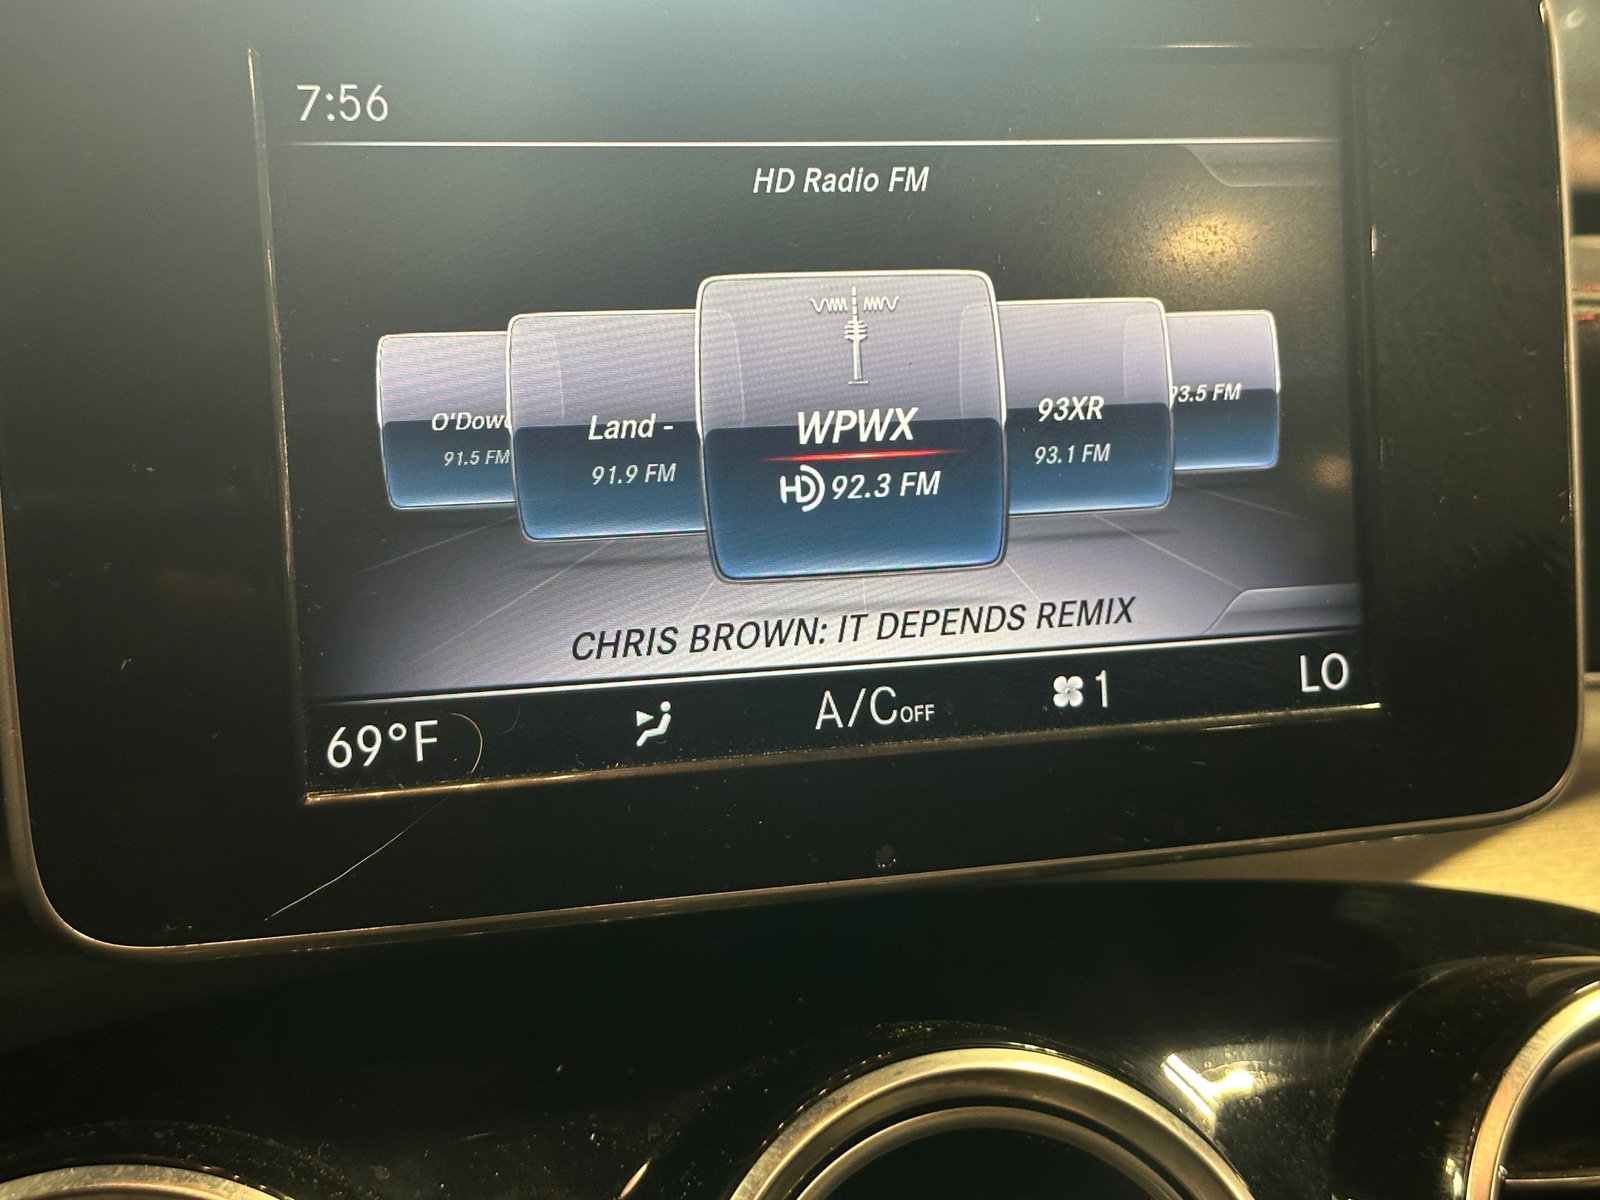 7:56
HD Radio FM
O'Dow
91.5 FM
Land -
91.9 FM
WPWX
HD 92.3 FM
93XR
93.1 FM
93.5 FM
CHRIS BROWN: IT DEPENDS REMIX
69°F
A/C OFF
1
LO